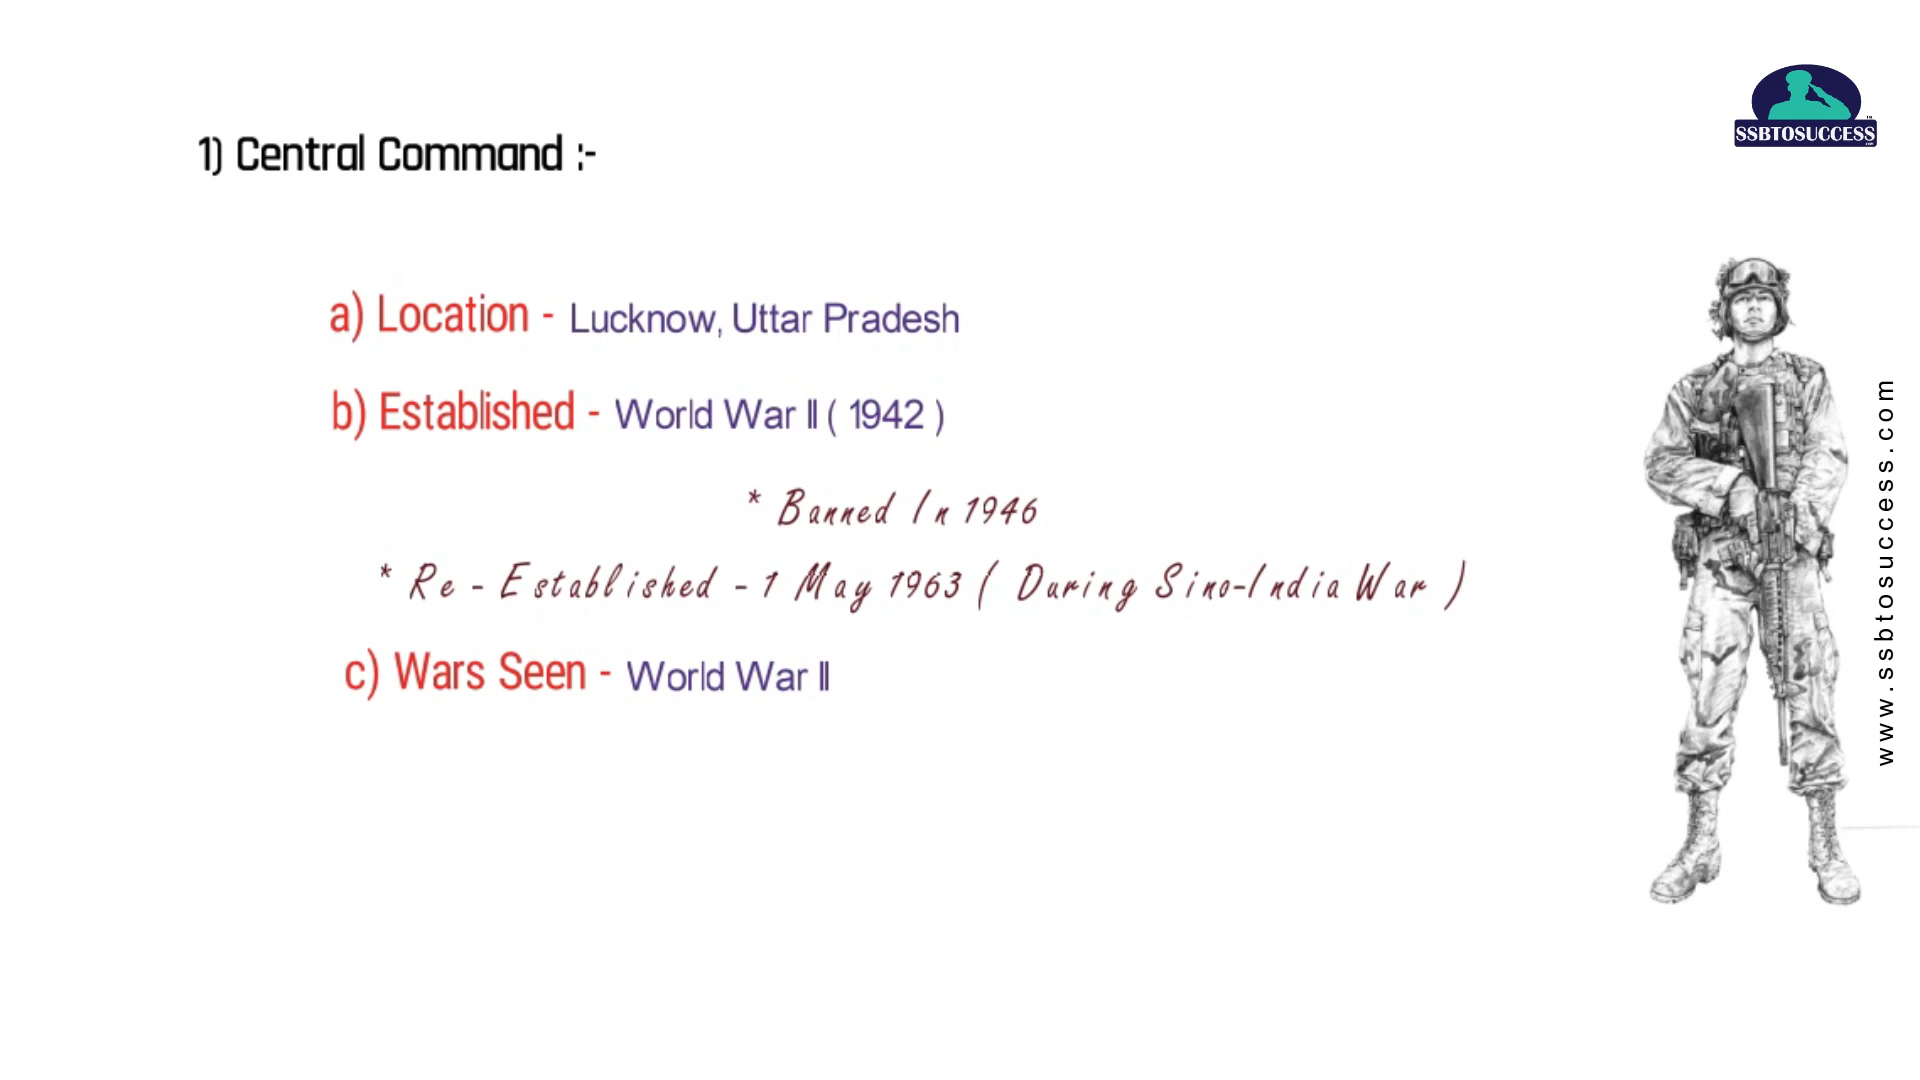 SSBTOSUCCESS
1) Central Command :-
a) Location - Lucknow, Uttar Pradesh
b) Established - World War II ( 1942 )
* Banned In 1946
* Re - Established - 1 May 1963 ( During Sino-India War )
c) Wars Seen - World War II
www.ssbtosuccess.com